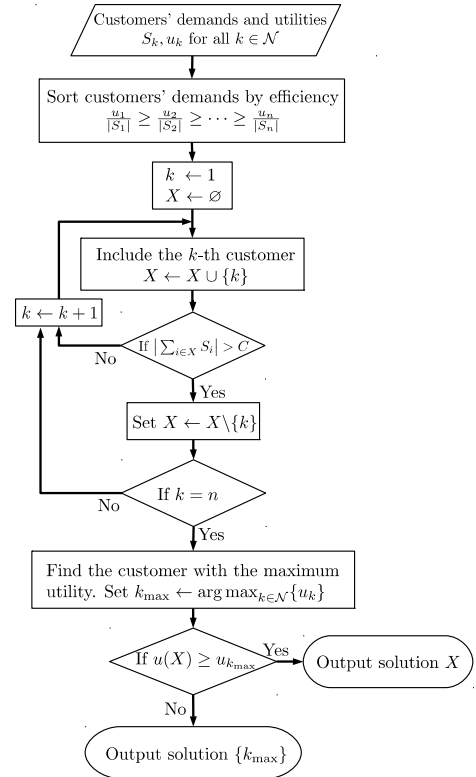 Customers' demands and utilities
S_k, u_k for all k ∈ 𝒩
Sort customers' demands by efficiency
u_1/|S_1| ≥ u_2/|S_2| ≥ ⋯ ≥ u_n/|S_n|
k ← 1
X ← ∅
Include the k-th customer
X ← X ∪ {k}
k ← k + 1
If |∑_{i∈X} S_i| > C
No
Yes
Set X ← X\{k}
If k = n
No
Yes
Find the customer with the maximum
utility. Set k_max ← arg max_{k∈𝒩}{u_k}
If u(X) ≥ u_{k_max}
Yes
Output solution X
No
Output solution {k_max}